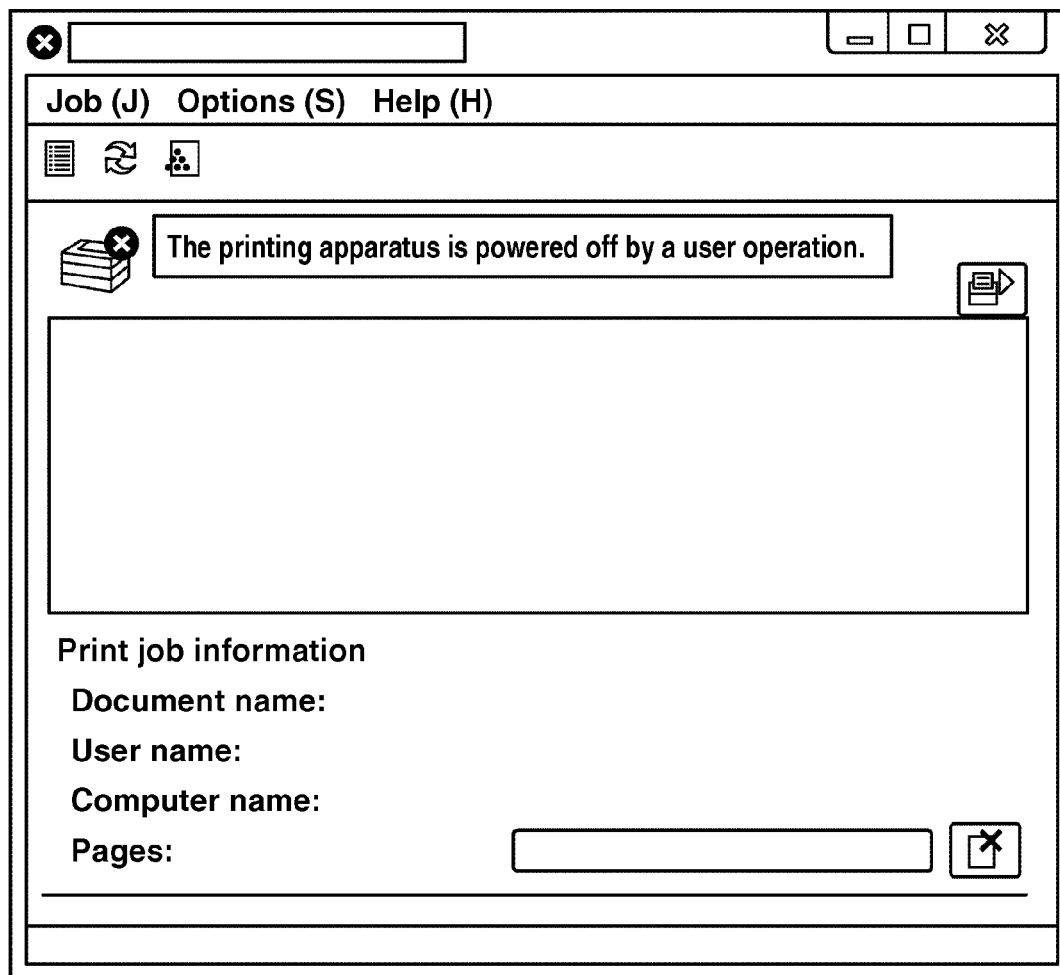 Job (J) Options (S) Help (H)
The printing apparatus is powered off by a user operation.
Print job information
Document name:
User name:
Computer name:
Pages: